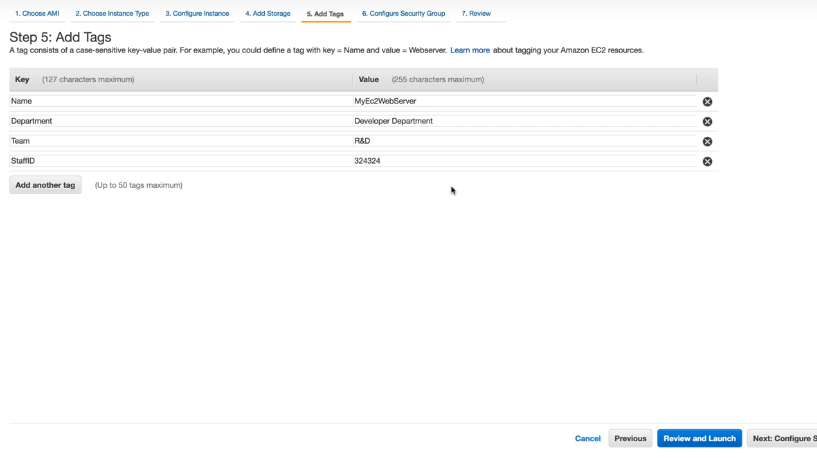 1. Choose AMI 2. Choose Instance Type 3. Configure Instance 4. Add Storage 5. Add Tags 6. Configure Security Group 7. Review
Step 5: Add Tags
A tag consists of a case-sensitive key-value pair. For example, you could define a tag with key = Name and value = Webserver. Learn more about tagging your Amazon EC2 resources.
Key (127 characters maximum) Value (255 characters maximum)
Name MyEc2WebServer
Department Developer Department
Team R&D
StaffID 324324
Add another tag (Up to 50 tags maximum)
Cancel Previous Review and Launch Next: Configure S